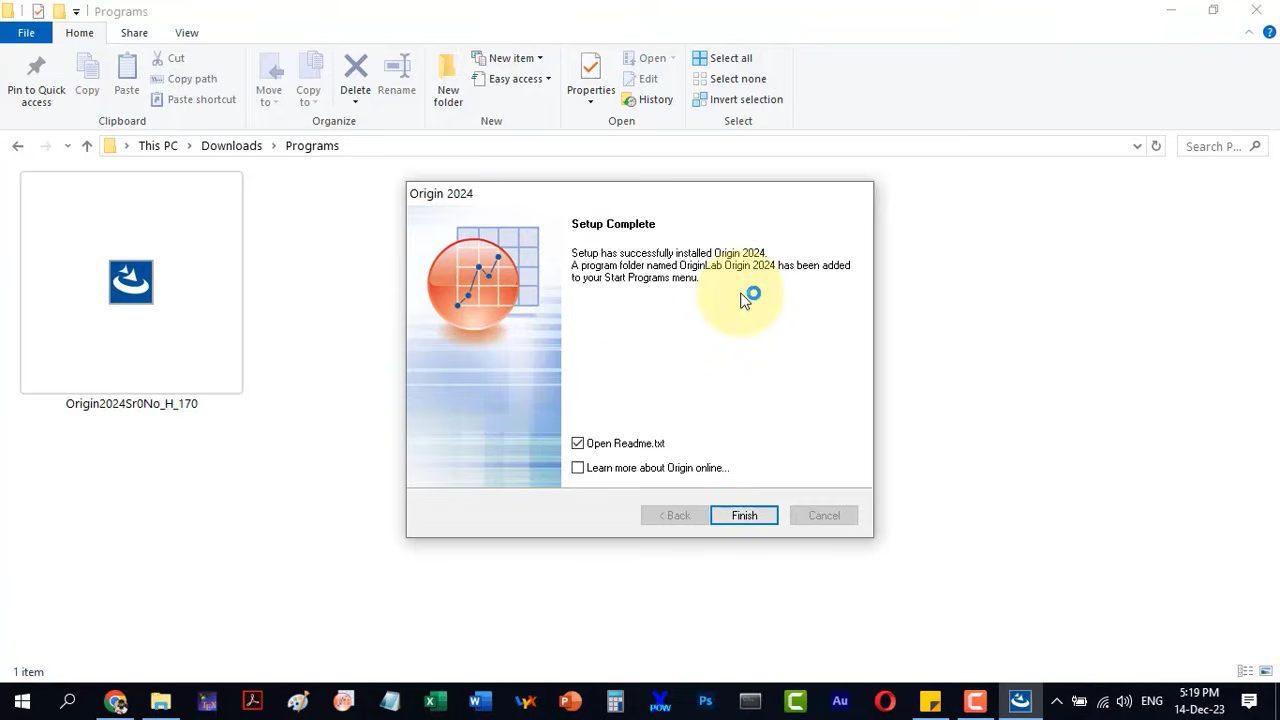 Programs
File
Home
Share
View
Pin to Quick access
Copy
Paste
Cut
Copy path
Paste shortcut
Clipboard
Move to
Copy to
Delete
Rename
Organize
New folder
New item
Easy access
New
Properties
Open
Edit
History
Open
Select all
Select none
Invert selection
Select
This PC
Downloads
Programs
Search P...
Origin2024Sr0No_H_170
Origin 2024
Setup Complete
Setup has successfully installed Origin 2024.
A program folder named OriginLab Origin 2024 has been added
to your Start Programs menu.
Open Readme.txt
Learn more about Origin online...
< Back
Finish
Cancel
1 item
POW
Ps
Au
ENG
5:19 PM
14-Dec-23